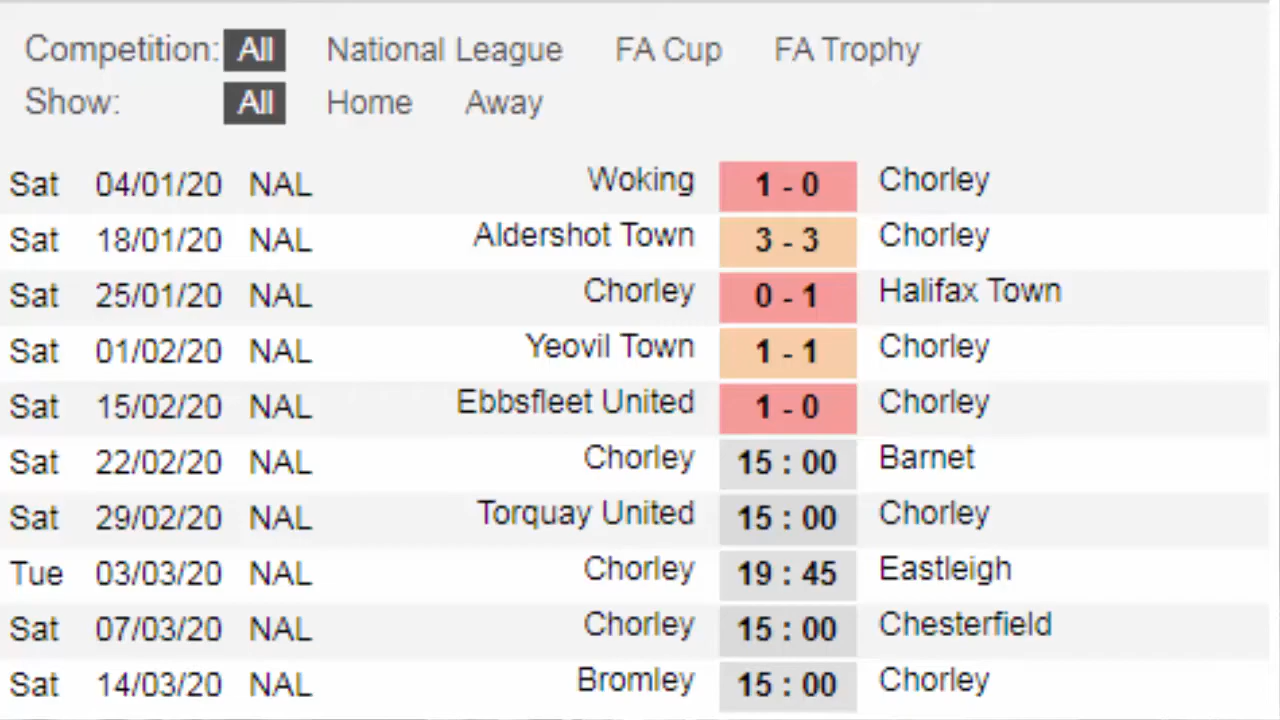 Competition: All National League FA Cup FA Trophy
Show: All Home Away
Sat 04/01/20 NAL Woking 1 - 0 Chorley
Sat 18/01/20 NAL Aldershot Town 3 - 3 Chorley
Sat 25/01/20 NAL Chorley 0 - 1 Halifax Town
Sat 01/02/20 NAL Yeovil Town 1 - 1 Chorley
Sat 15/02/20 NAL Ebbsfleet United 1 - 0 Chorley
Sat 22/02/20 NAL Chorley 15 : 00 Barnet
Sat 29/02/20 NAL Torquay United 15 : 00 Chorley
Tue 03/03/20 NAL Chorley 19 : 45 Eastleigh
Sat 07/03/20 NAL Chorley 15 : 00 Chesterfield
Sat 14/03/20 NAL Bromley 15 : 00 Chorley